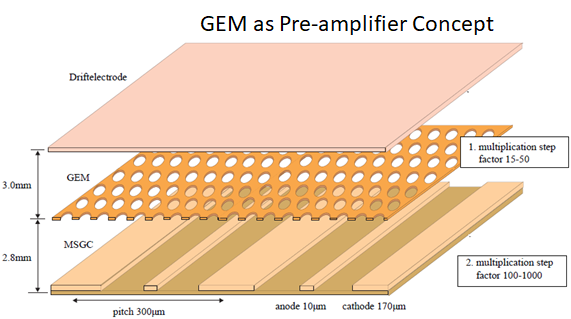 GEM as Pre-amplifier Concept
Driftelectrode
1. multiplication step
factor 15-50
GEM
3.0mm
MSGC
2.8mm
2. multiplication step
factor 100-1000
pitch 300µm
anode 10µm
cathode 170µm